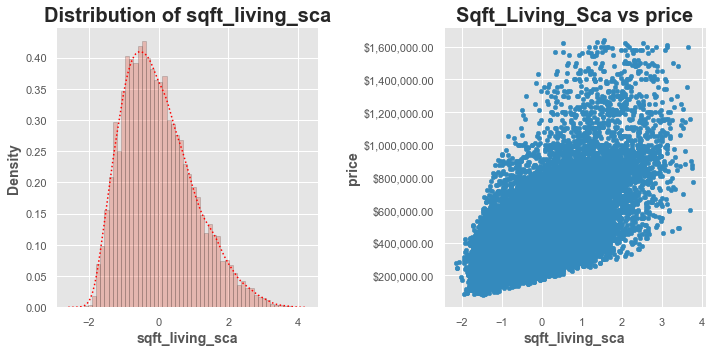 Distribution of sqft_living_sca
Density
0.40
0.35
0.30
0.25
0.20
0.15
0.10
0.05
0.00
−2 0 2 4
sqft_living_sca
Sqft_Living_Sca vs price
price
$1,600,000.00
$1,400,000.00
$1,200,000.00
$1,000,000.00
$800,000.00
$600,000.00
$400,000.00
$200,000.00
−2 −1 0 1 2 3 4
sqft_living_sca